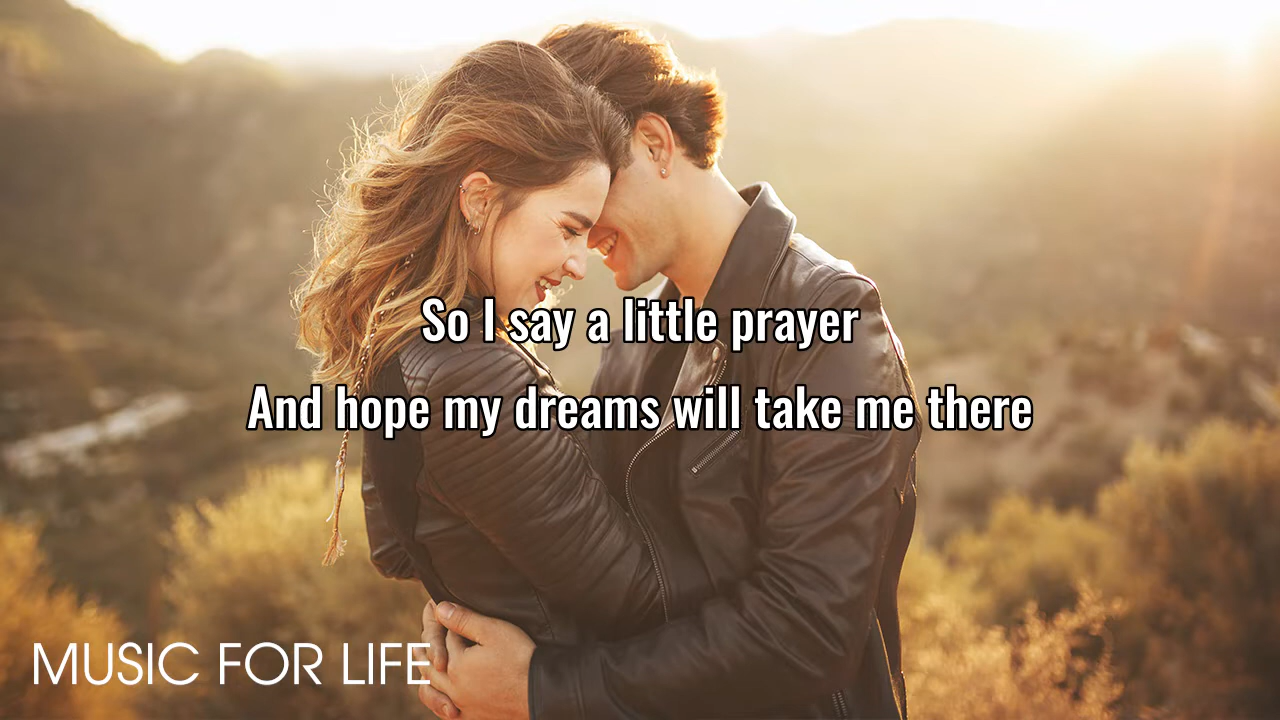 So I say a little prayer
And hope my dreams will take me there
MUSIC FOR LIFE